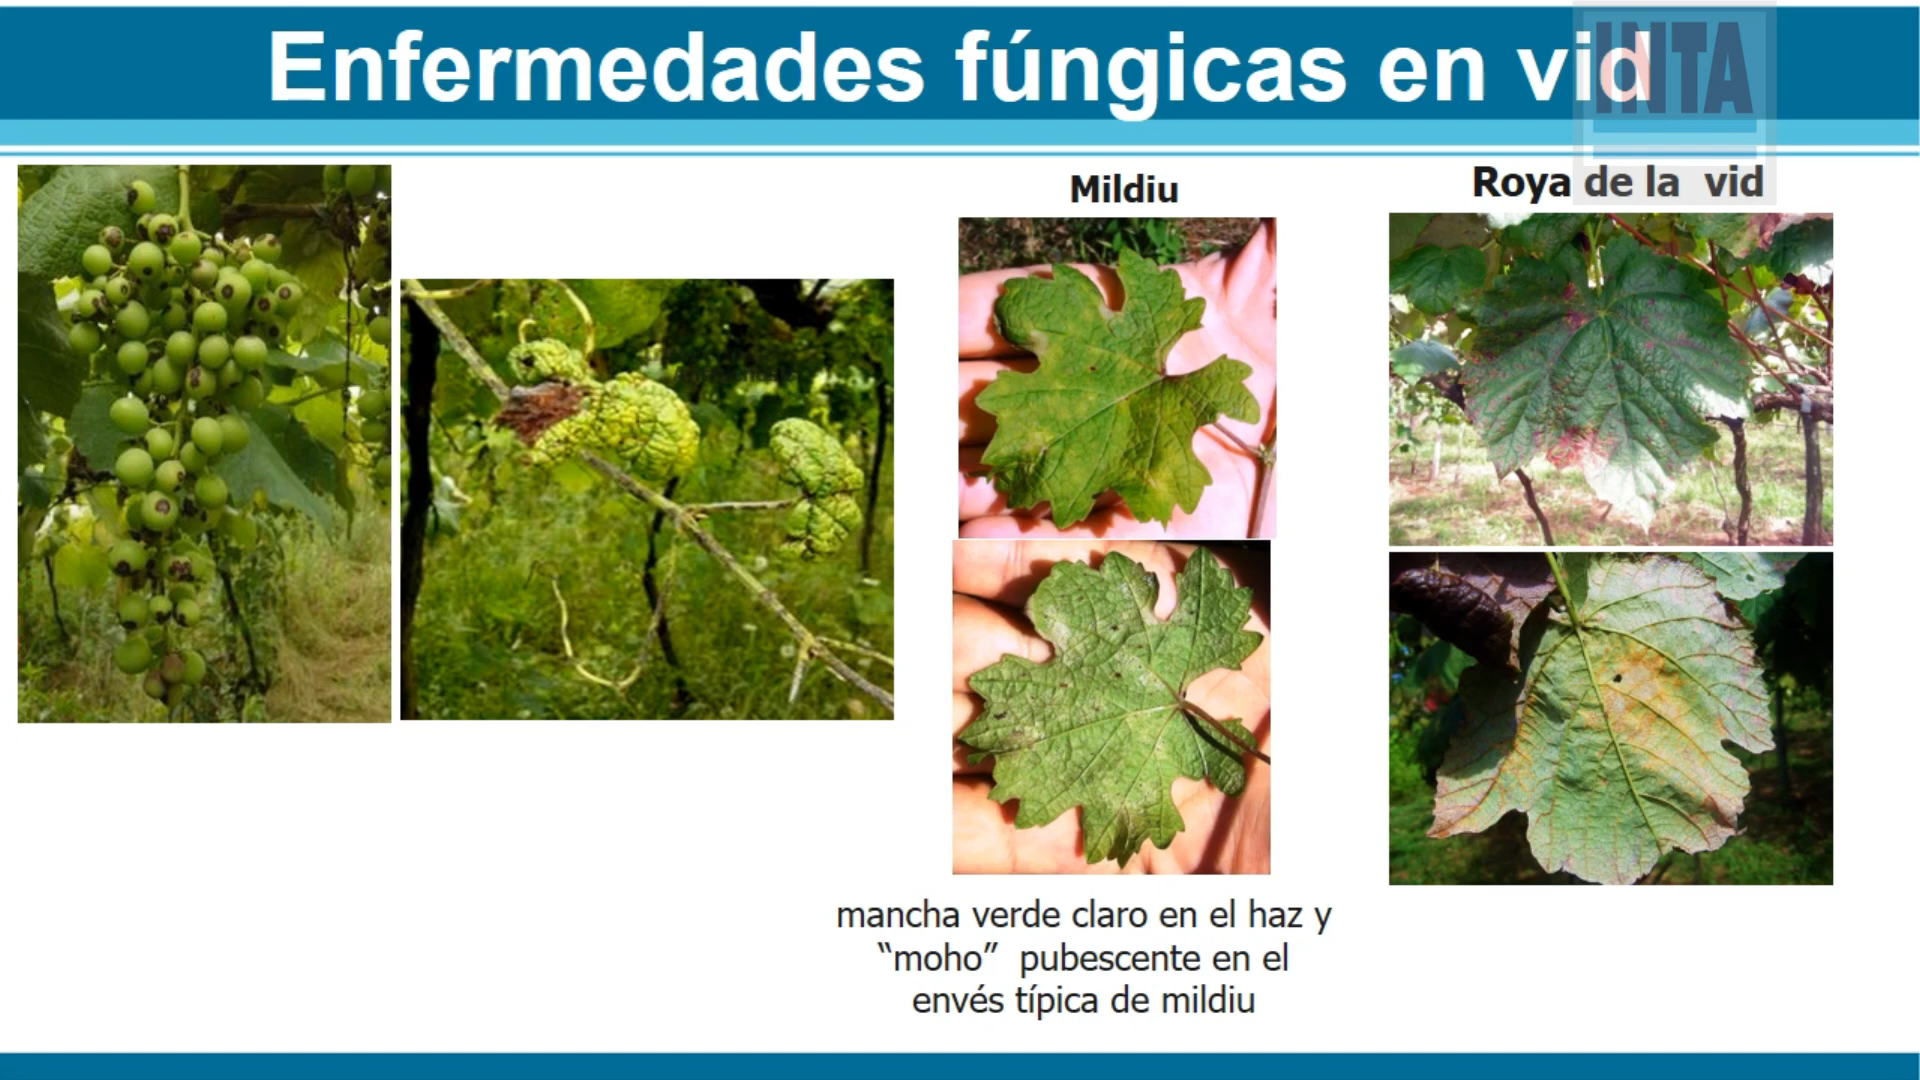 Enfermedades fúngicas en vid
INTA
Mildiu
Roya de la vid
mancha verde claro en el haz y
“moho” pubescente en el
envés típica de mildiu